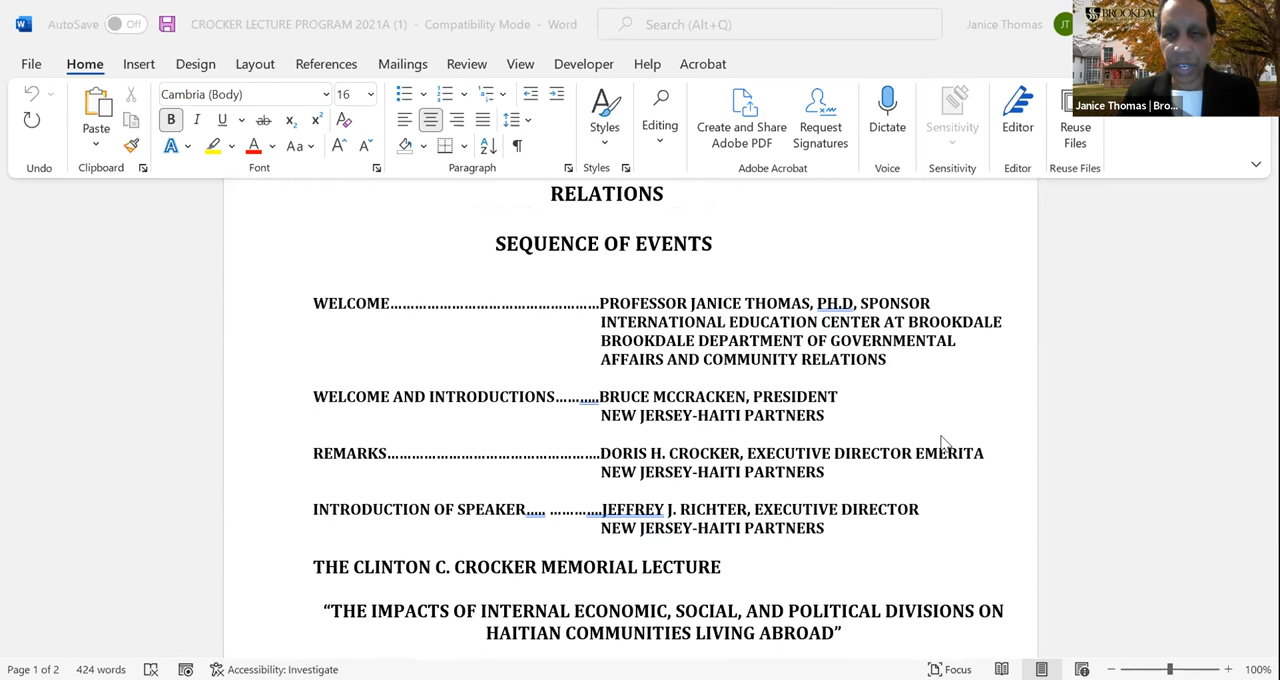 AutoSave Off CROCKER LECTURE PROGRAM 2021A (1) - Compatibility Mode - Word Search (Alt+Q) Janice Thomas JT
File Home Insert Design Layout References Mailings Review View Developer Help Acrobat
Cambria (Body) 16
Paste Styles Editing Create and Share Adobe PDF Request Signatures Dictate Sensitivity Editor Reuse Files
Undo Clipboard Font Paragraph Styles Adobe Acrobat Voice Sensitivity Editor Reuse Files
Janice Thomas | Bro...
RELATIONS
SEQUENCE OF EVENTS
WELCOME……………………………………………PROFESSOR JANICE THOMAS, PH.D, SPONSOR
INTERNATIONAL EDUCATION CENTER AT BROOKDALE
BROOKDALE DEPARTMENT OF GOVERNMENTAL
AFFAIRS AND COMMUNITY RELATIONS
WELCOME AND INTRODUCTIONS……....BRUCE MCCRACKEN, PRESIDENT
NEW JERSEY-HAITI PARTNERS
REMARKS…………………………………………….DORIS H. CROCKER, EXECUTIVE DIRECTOR EMERITA
NEW JERSEY-HAITI PARTNERS
INTRODUCTION OF SPEAKER..... ………....JEFFREY J. RICHTER, EXECUTIVE DIRECTOR
NEW JERSEY-HAITI PARTNERS
THE CLINTON C. CROCKER MEMORIAL LECTURE
“THE IMPACTS OF INTERNAL ECONOMIC, SOCIAL, AND POLITICAL DIVISIONS ON
HAITIAN COMMUNITIES LIVING ABROAD”
Page 1 of 2 424 words Accessibility: Investigate Focus 100%